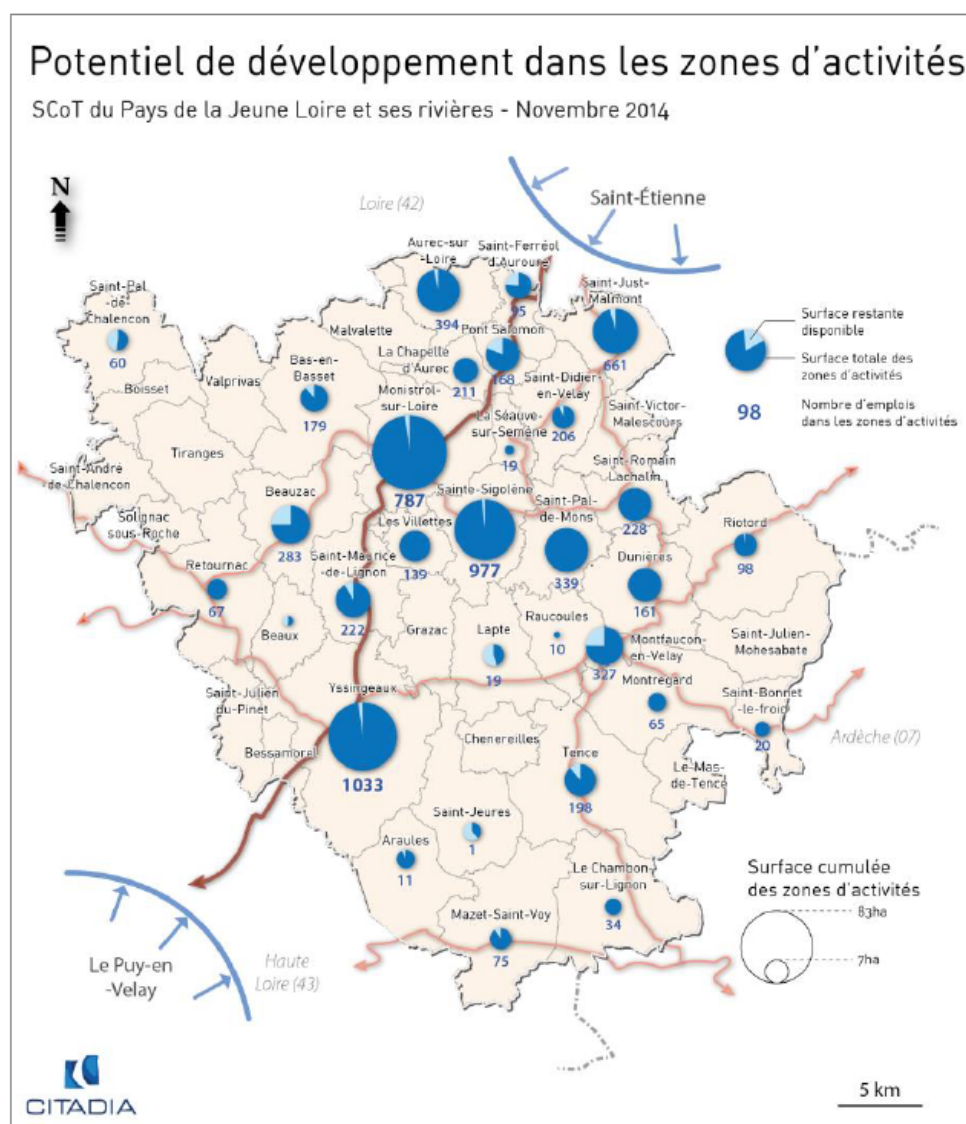 Potentiel de développement dans les zones d'activités
SCoT du Pays de la Jeune Loire et ses rivières - Novembre 2014
N
Loire (42)
Saint-Étienne
Aurec-sur
-Loire
394
Saint-Ferréol
d'Auroure
95
Saint-Just-
Malmont
661
Saint-Pal
-de-
Chalencon
60
Malvalette
Pont Salomon
168
Surface restante
disponible
Surface totale des
zones d'activités
98
Nombre d'emplois
dans les zones d'activités
Boisset
Valprivas
Bas-en-
Basset
179
La Chapelle
d'Aurec
211
Monistrol-
sur-Loire
787
Saint-Didier-
en-Velay
206
La Séauve-
sur-Semène
19
Saint-Victor-
Malescours
Tiranges
Saint-André
de-Chalencon
Solignac
sous-Roche
Beauzac
283
Les Villettes
139
Sainte-Sigolène
977
Saint-Pal-
de-Mons
339
Saint-Romain
Lachalm
228
Riotord
98
Retournac
67
Saint-Maurice
-de-Lignon
222
Dunières
161
Beaux
Grazac
Lapte
19
Raucoules
10
Montfaucon-
en-Velay
327
Saint-Julien-
Molhesabate
Saint-Julien
du-Pinet
Yssingeaux
1033
Montregard
65
Saint-Bonnet
-le-froid
20
Ardèche (07)
Bessamorel
Chenereilles
Tence
198
Le-Mas-
de-Tence
Saint-Jeures
1
Araules
11
Le Chambon-
sur-Lignon
34
Mazet-Saint-Voy
75
Surface cumulée
des zones d'activités
83ha
7ha
Le Puy-en
-Velay
Haute
Loire (43)
CITADIA
5 km